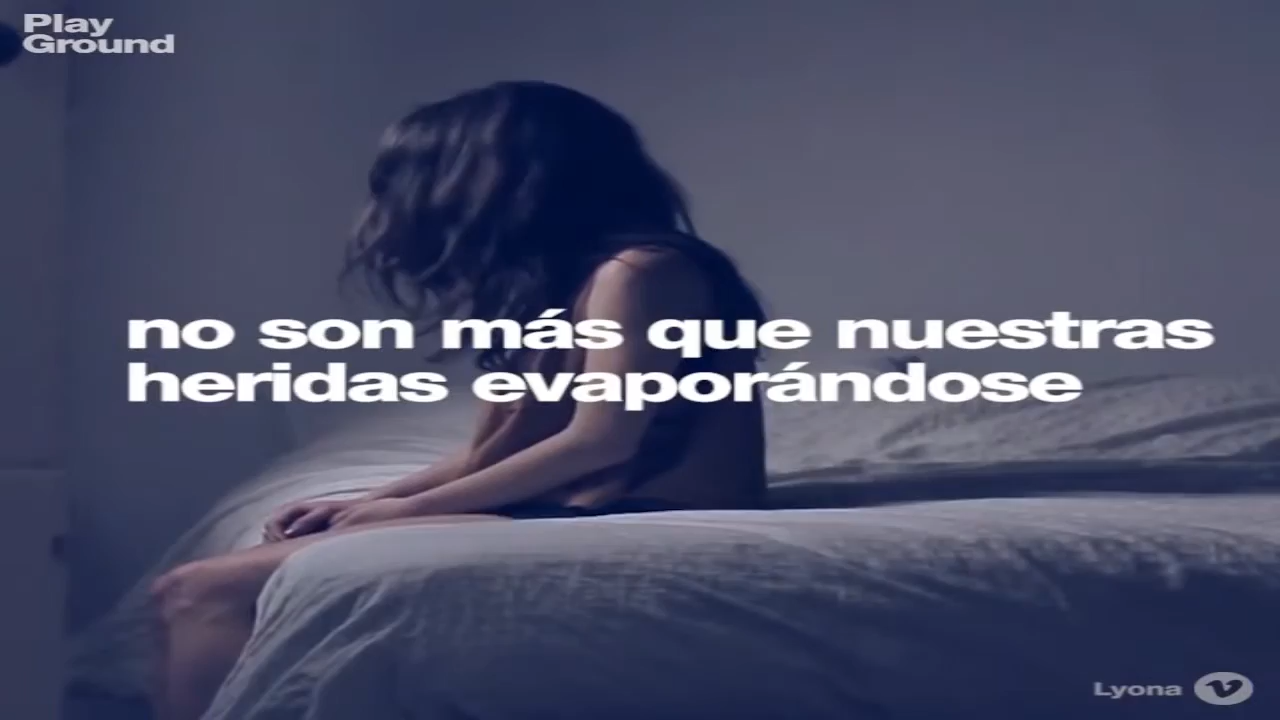 Play
Ground
no son más que nuestras
heridas evaporándose
Lyona